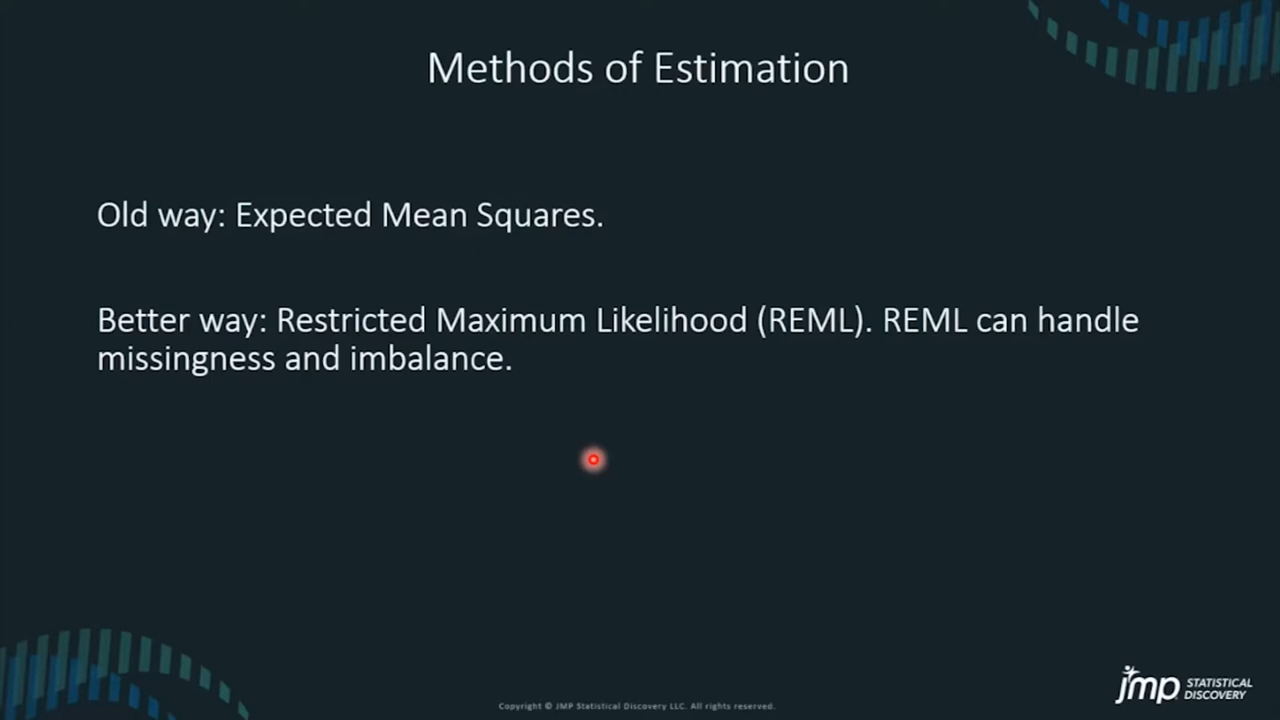 Methods of Estimation
Old way: Expected Mean Squares.
Better way: Restricted Maximum Likelihood (REML). REML can handle
missingness and imbalance.
jmp STATISTICAL
DISCOVERY
Copyright © JMP Statistical Discovery LLC. All rights reserved.